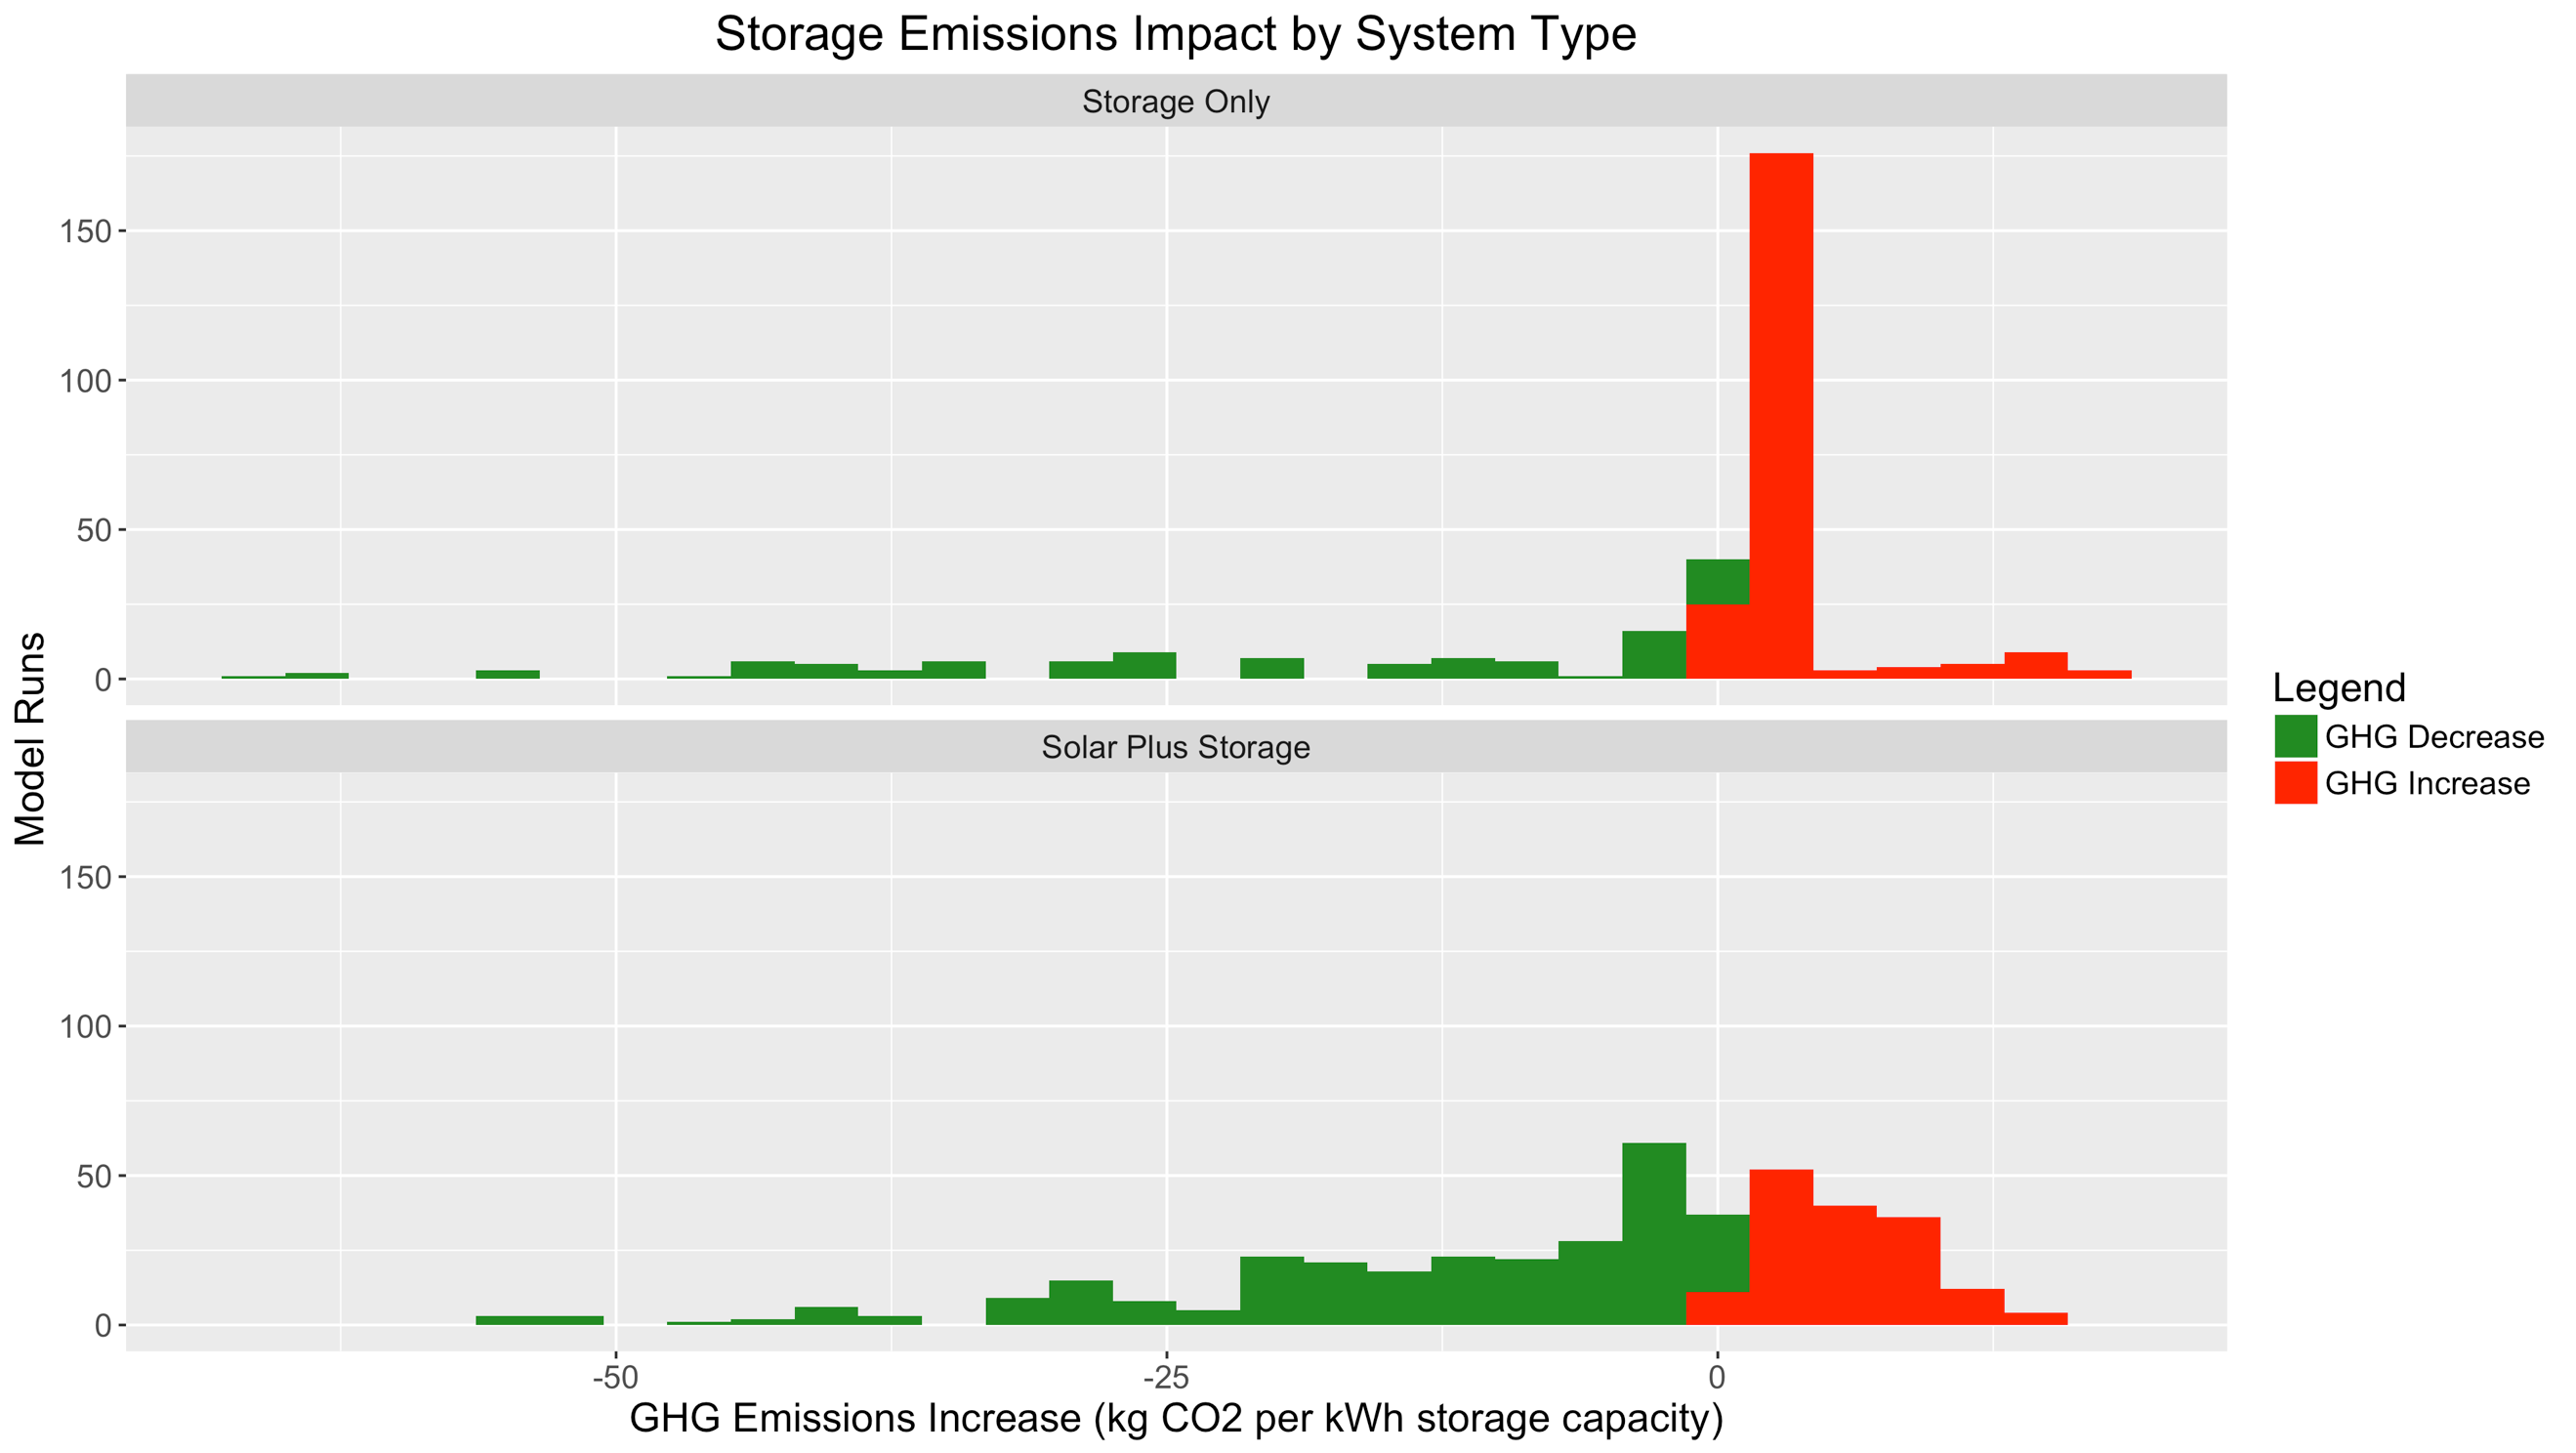 Storage Emissions Impact by System Type
Storage Only
150
100
50
0
Solar Plus Storage
150
100
50
0
-50
-25
0
GHG Emissions Increase (kg CO2 per kWh storage capacity)
Model Runs
Legend
GHG Decrease
GHG Increase